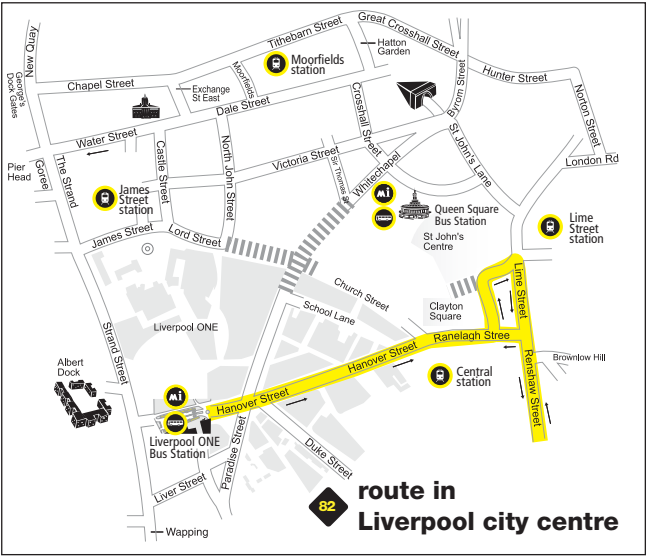 Great Crosshall Street
Tithebarn Street
New Quay
Hatton
Garden
Moorfields
station
Moorfields
Hunter Street
George's
Dock Gates
Chapel Street
Exchange
St East
Dale Street
Crosshall Street
Byrom Street
Norton Street
Water Street
St John's Lane
London Rd
Pier
Head
Goree
The Strand
Castle Street
North John Street
Victoria Street
Sir Thomas St
Whitechapel
James
Street
station
mi
Queen Square
Bus Station
Lime
Street
station
James Street
Lord Street
St John's
Centre
Church Street
School Lane
Clayton
Square
Lime Street
Liverpool ONE
Strand Street
Ranelagh Stree
Hanover Street
Brownlow Hill
Albert
Dock
Central
station
Renshaw Street
mi
Hanover Street
Liverpool ONE
Bus Station
Paradise Street
Duke Street
Liver Street
Wapping
82
route in
Liverpool city centre